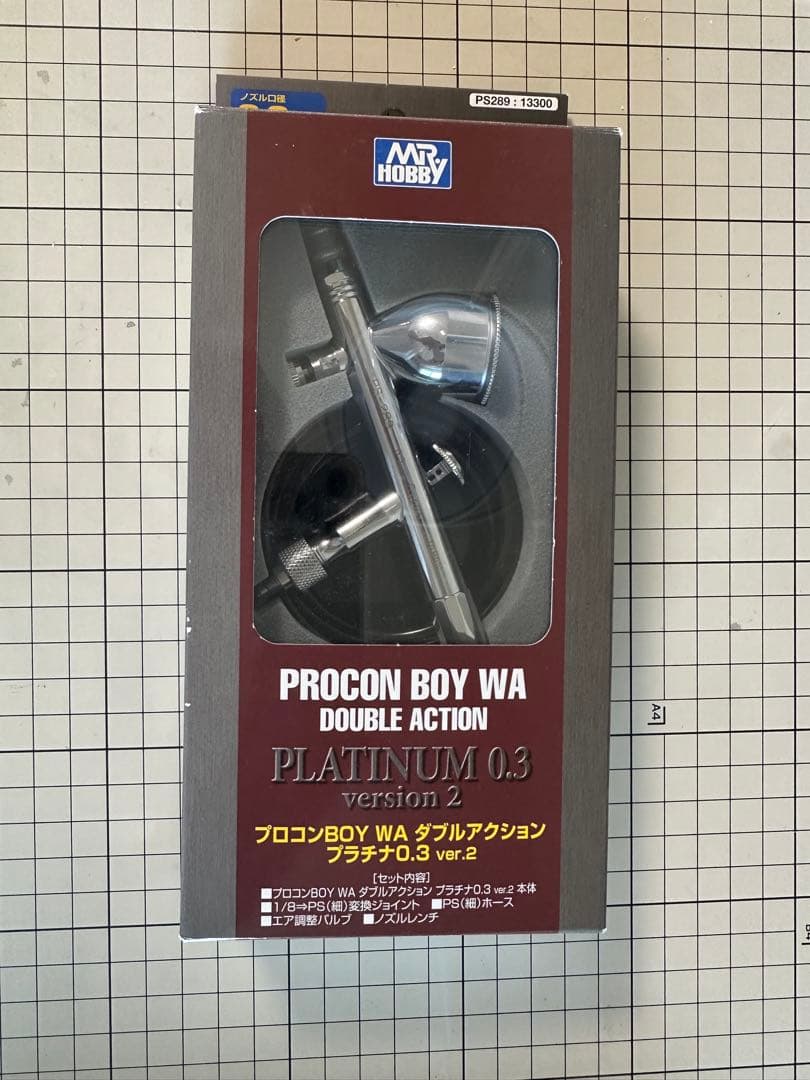 ノズル口径
PS289 : 13300
MR.
HOBBY
PS-289
PROCON BOY WA
DOUBLE ACTION
PLATINUM 0.3
version 2
プロコンBOY WA ダブルアクション
プラチナ0.3 ver.2
[セット内容]
■プロコンBOY WA ダブルアクション プラチナ0.3 ver.2 本体
■1/8⇒PS(細)変換ジョイント ■PS(細)ホース
■エア調整バルブ ■ノズルレンチ
A4